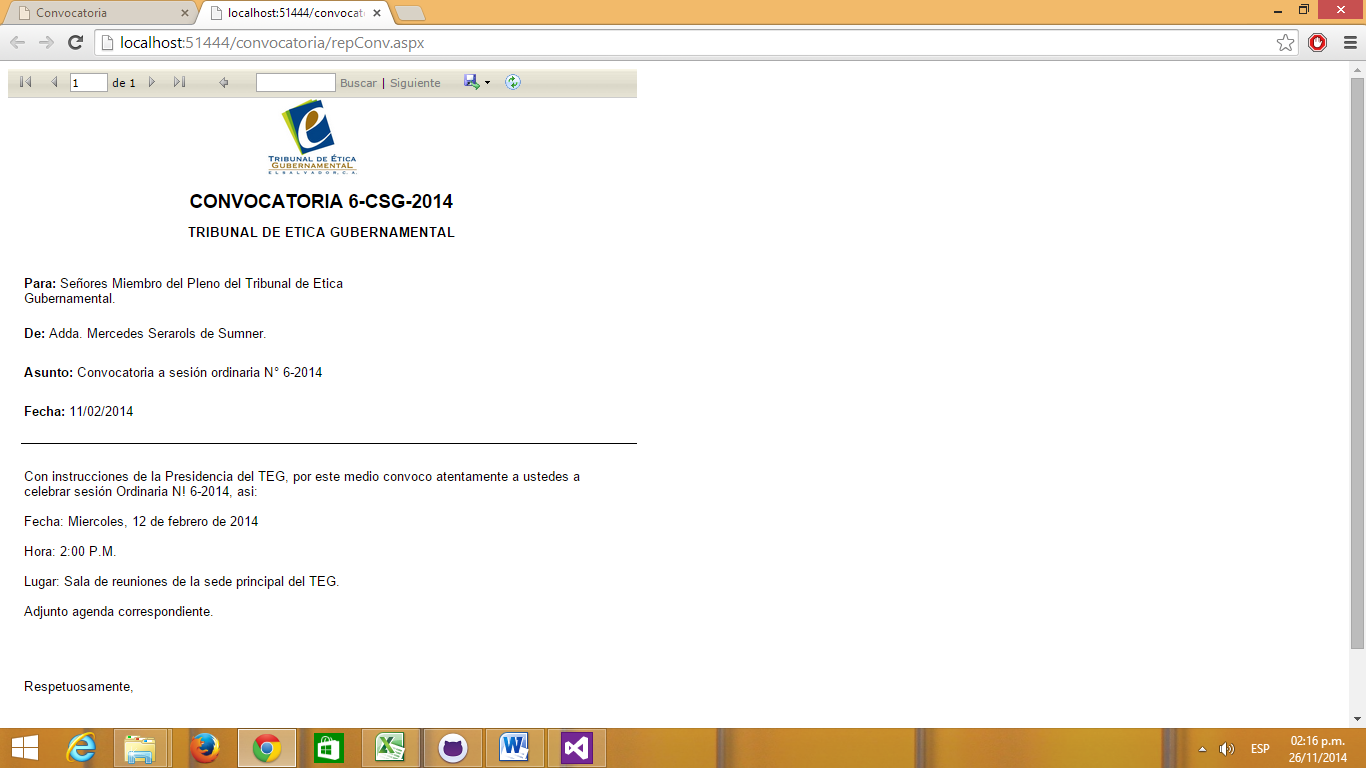 Convocatoria
localhost:51444/convocato
localhost:51444/convocatoria/repConv.aspx
1 de 1 Buscar | Siguiente
TRIBUNAL DE ÉTICA
GUBERNAMENTAL
EL SALVADOR, C.A.
CONVOCATORIA 6-CSG-2014
TRIBUNAL DE ETICA GUBERNAMENTAL
Para: Señores Miembro del Pleno del Tribunal de Etica
Gubernamental.
De: Adda. Mercedes Serarols de Sumner.
Asunto: Convocatoria a sesión ordinaria N° 6-2014
Fecha: 11/02/2014
Con instrucciones de la Presidencia del TEG, por este medio convoco atentamente a ustedes a
celebrar sesión Ordinaria N! 6-2014, asi:
Fecha: Miercoles, 12 de febrero de 2014
Hora: 2:00 P.M.
Lugar: Sala de reuniones de la sede principal del TEG.
Adjunto agenda correspondiente.
Respetuosamente,
ESP
02:16 p.m.
26/11/2014